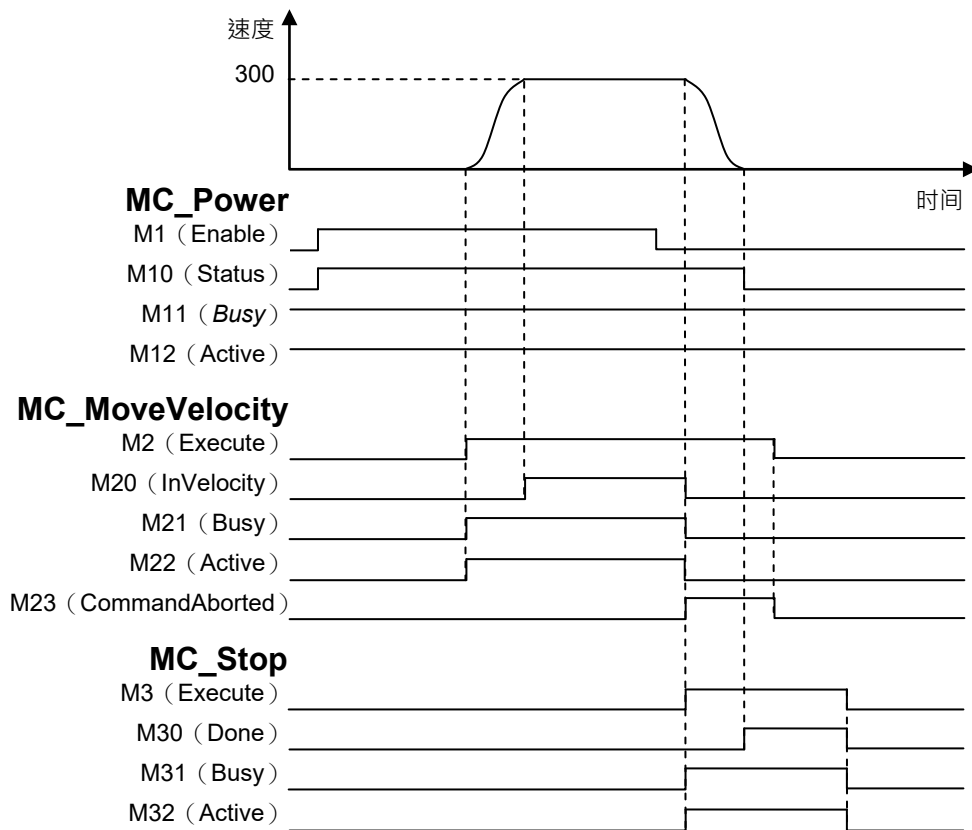 速度
300
时间
MC_Power
M1（Enable）
M10（Status）
M11（Busy）
M12（Active）
MC_MoveVelocity
M2（Execute）
M20（InVelocity）
M21（Busy）
M22（Active）
M23（CommandAborted）
MC_Stop
M3（Execute）
M30（Done）
M31（Busy）
M32（Active）